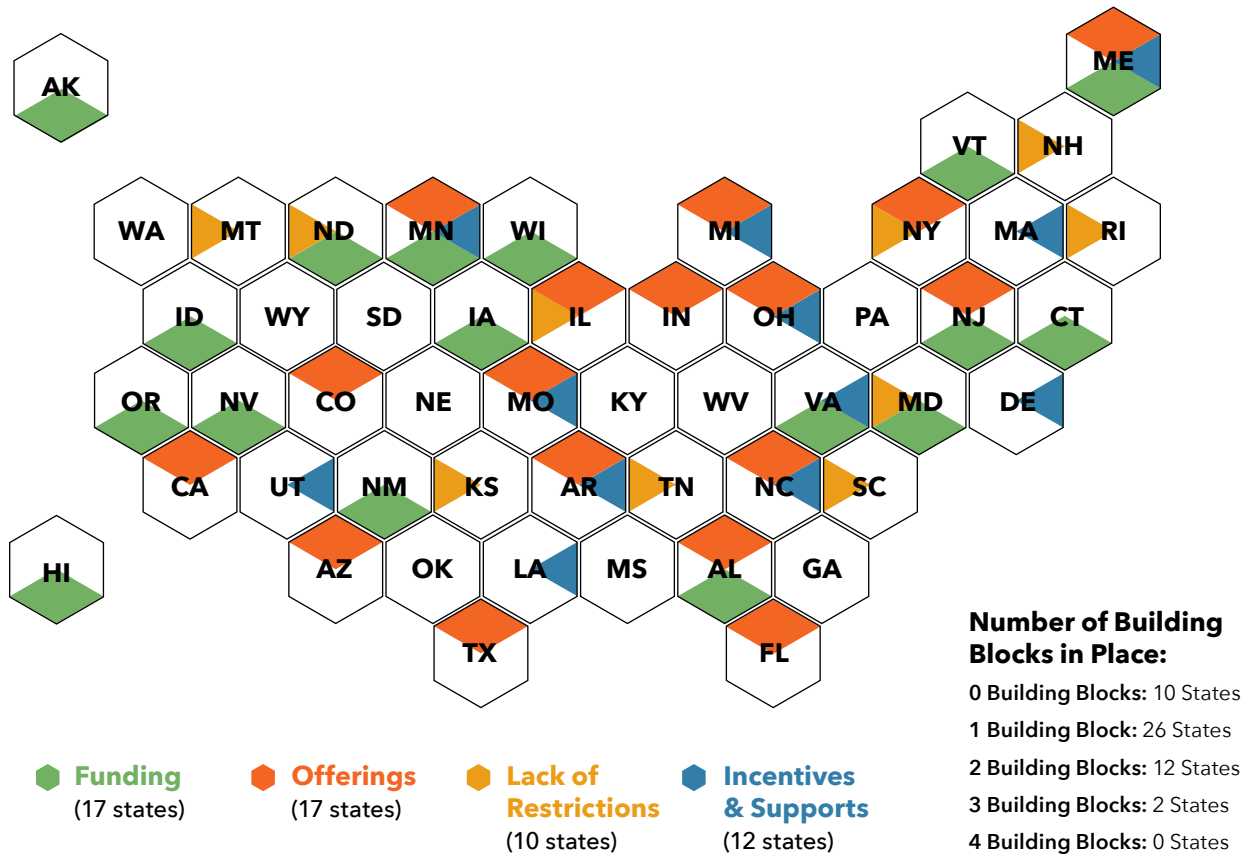 ME
AK
VT
NH
WA
MT
ND
MN
WI
MI
NY
MA
RI
ID
WY
SD
IA
IL
IN
OH
PA
NJ
CT
OR
NV
CO
NE
MO
KY
WV
VA
MD
DE
CA
UT
NM
KS
AR
TN
NC
SC
HI
AZ
OK
LA
MS
AL
GA
TX
FL
Number of Building
Blocks in Place:
0 Building Blocks: 10 States
1 Building Block: 26 States
2 Building Blocks: 12 States
3 Building Blocks: 2 States
4 Building Blocks: 0 States
Funding
(17 states)
Offerings
(17 states)
Lack of
Restrictions
(10 states)
Incentives
& Supports
(12 states)